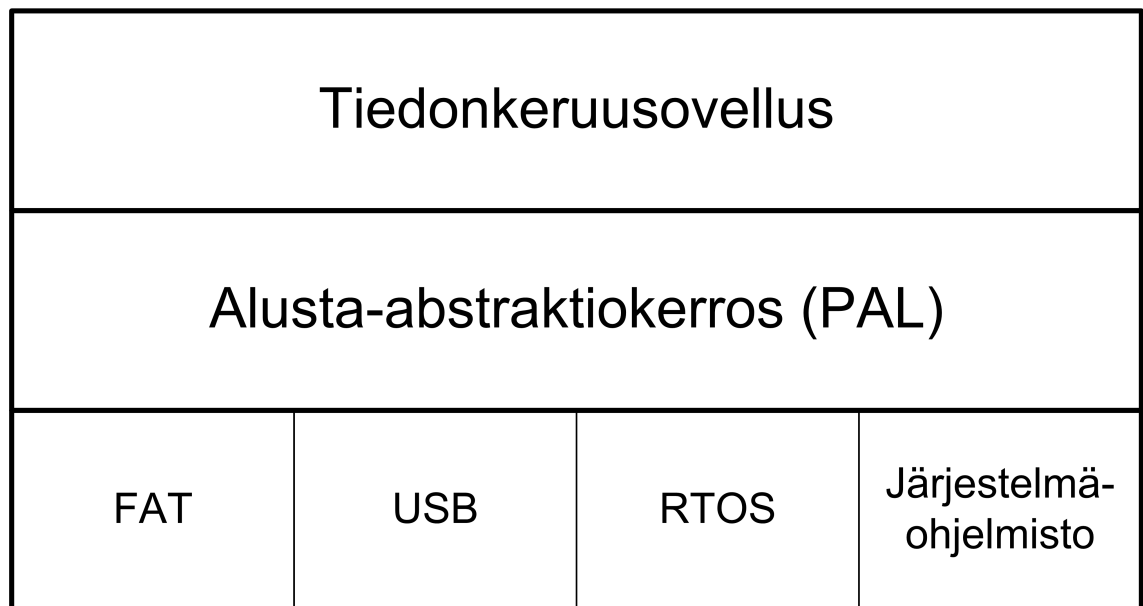 Tiedonkeruusovellus
Alusta-abstraktiokerros (PAL)
FAT
USB
RTOS
Järjestelmä-
ohjelmisto